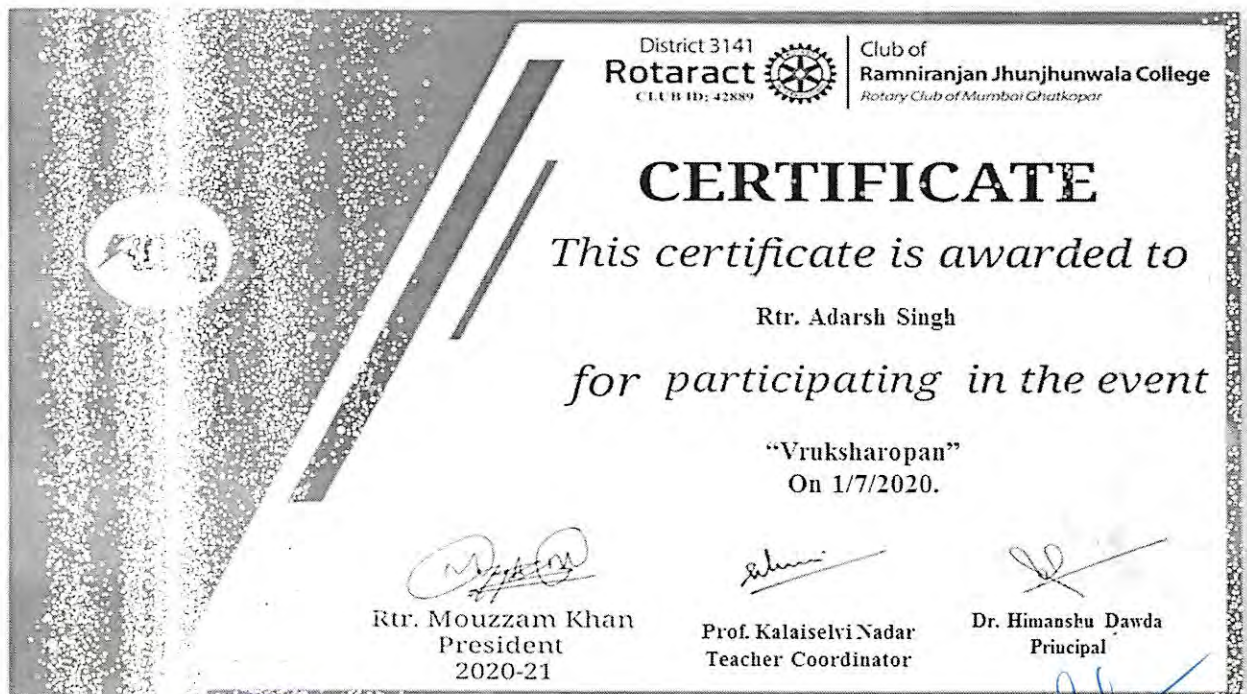 District 3141
Rotaract
CLUB ID: 42889
Club of
Ramniranjan Jhunjhunwala College
Rotary Club of Mumbai Ghatkopar
CERTIFICATE
This certificate is awarded to
Rtr. Adarsh Singh
for participating in the event
“Vruksharopan”
On 1/7/2020.
Rtr. Mouzzam Khan
President
2020-21
Prof. Kalaiselvi Nadar
Teacher Coordinator
Dr. Himanshu Dawda
Principal